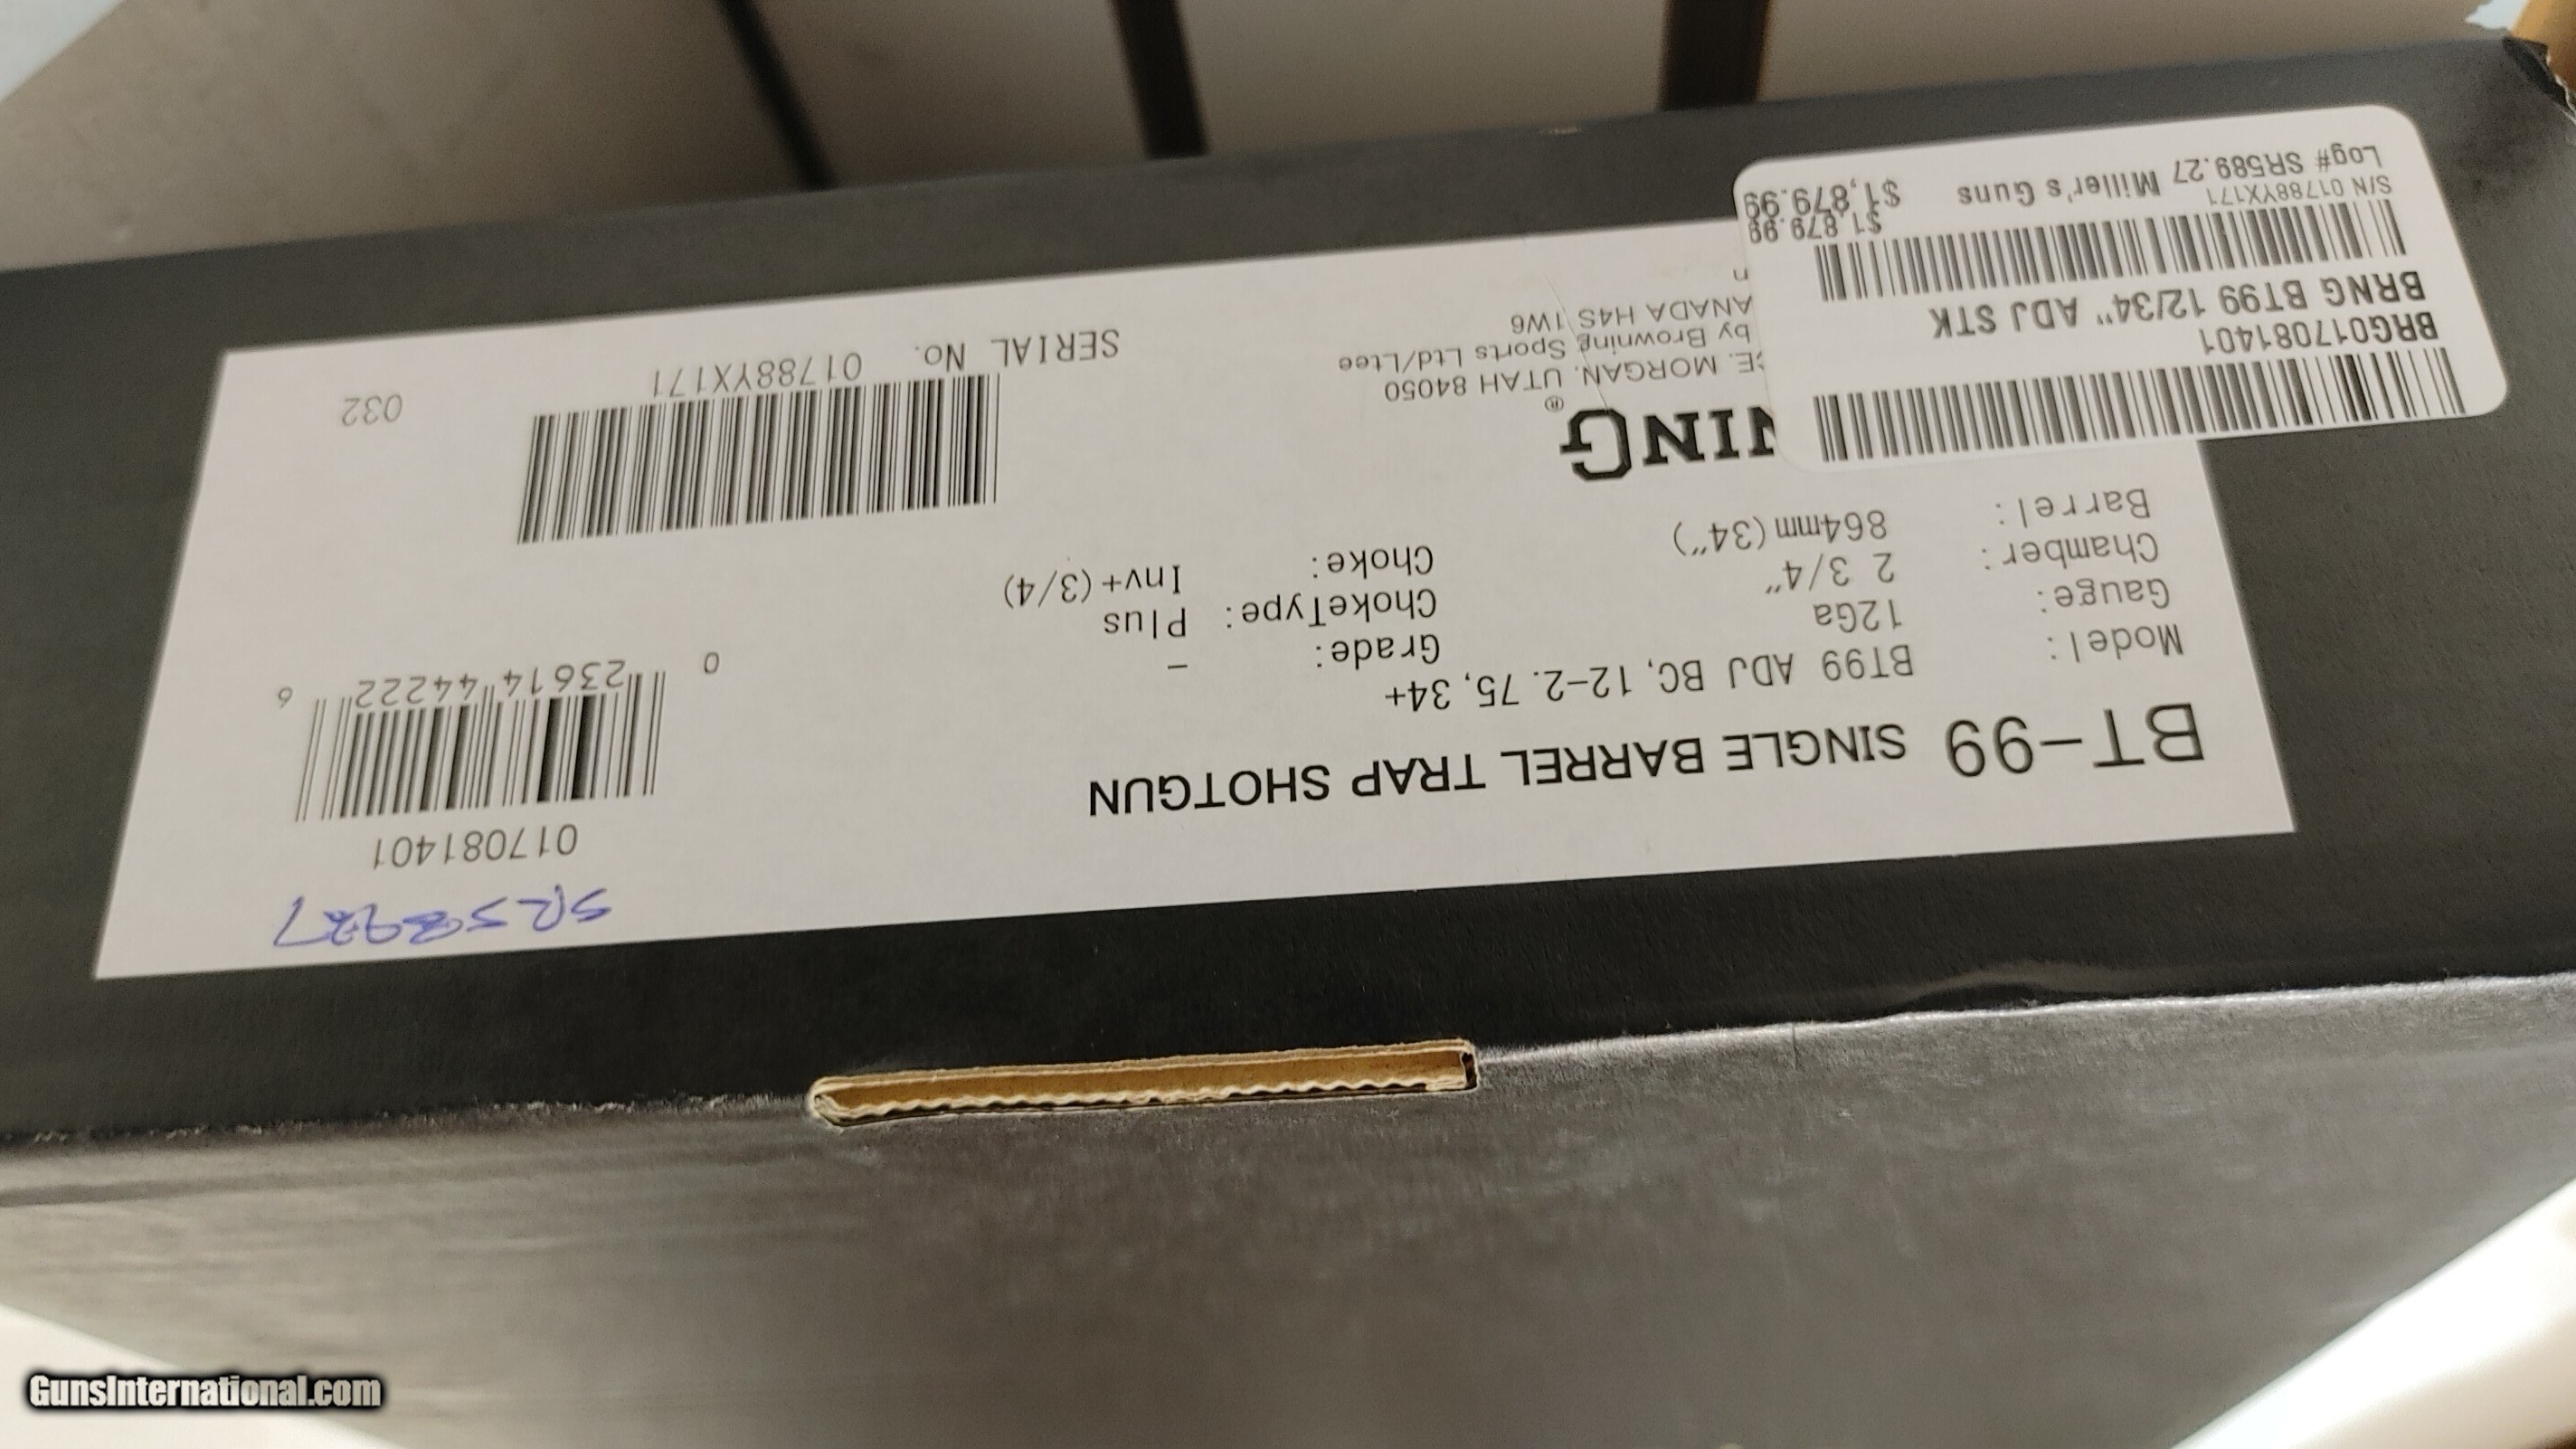 BT-99 SINGLE BARREL TRAP SHOTGUN
Model: BT99 ADJ BC, 12-2.75, 34+
Gauge: 12Ga Grade: -
Chamber: 2 3/4" ChokeType: Plus
Barrel: 864mm(34") Choke: Inv+(3/4)
NING®
E. MORGAN, UTAH 84050
by Browning Sports Ltd/Ltee
ANADA H4S 1W6
n
SERIAL No. 01788YX171
032
SR58927
017081401
0 23614 44222 6
BRG017081401
BRNG BT99 12/34" ADJ STK
$1,879.99
S/N 01788YX171
Log# SR589.27 Miller's Guns $1,879.99
GunsInternational.com